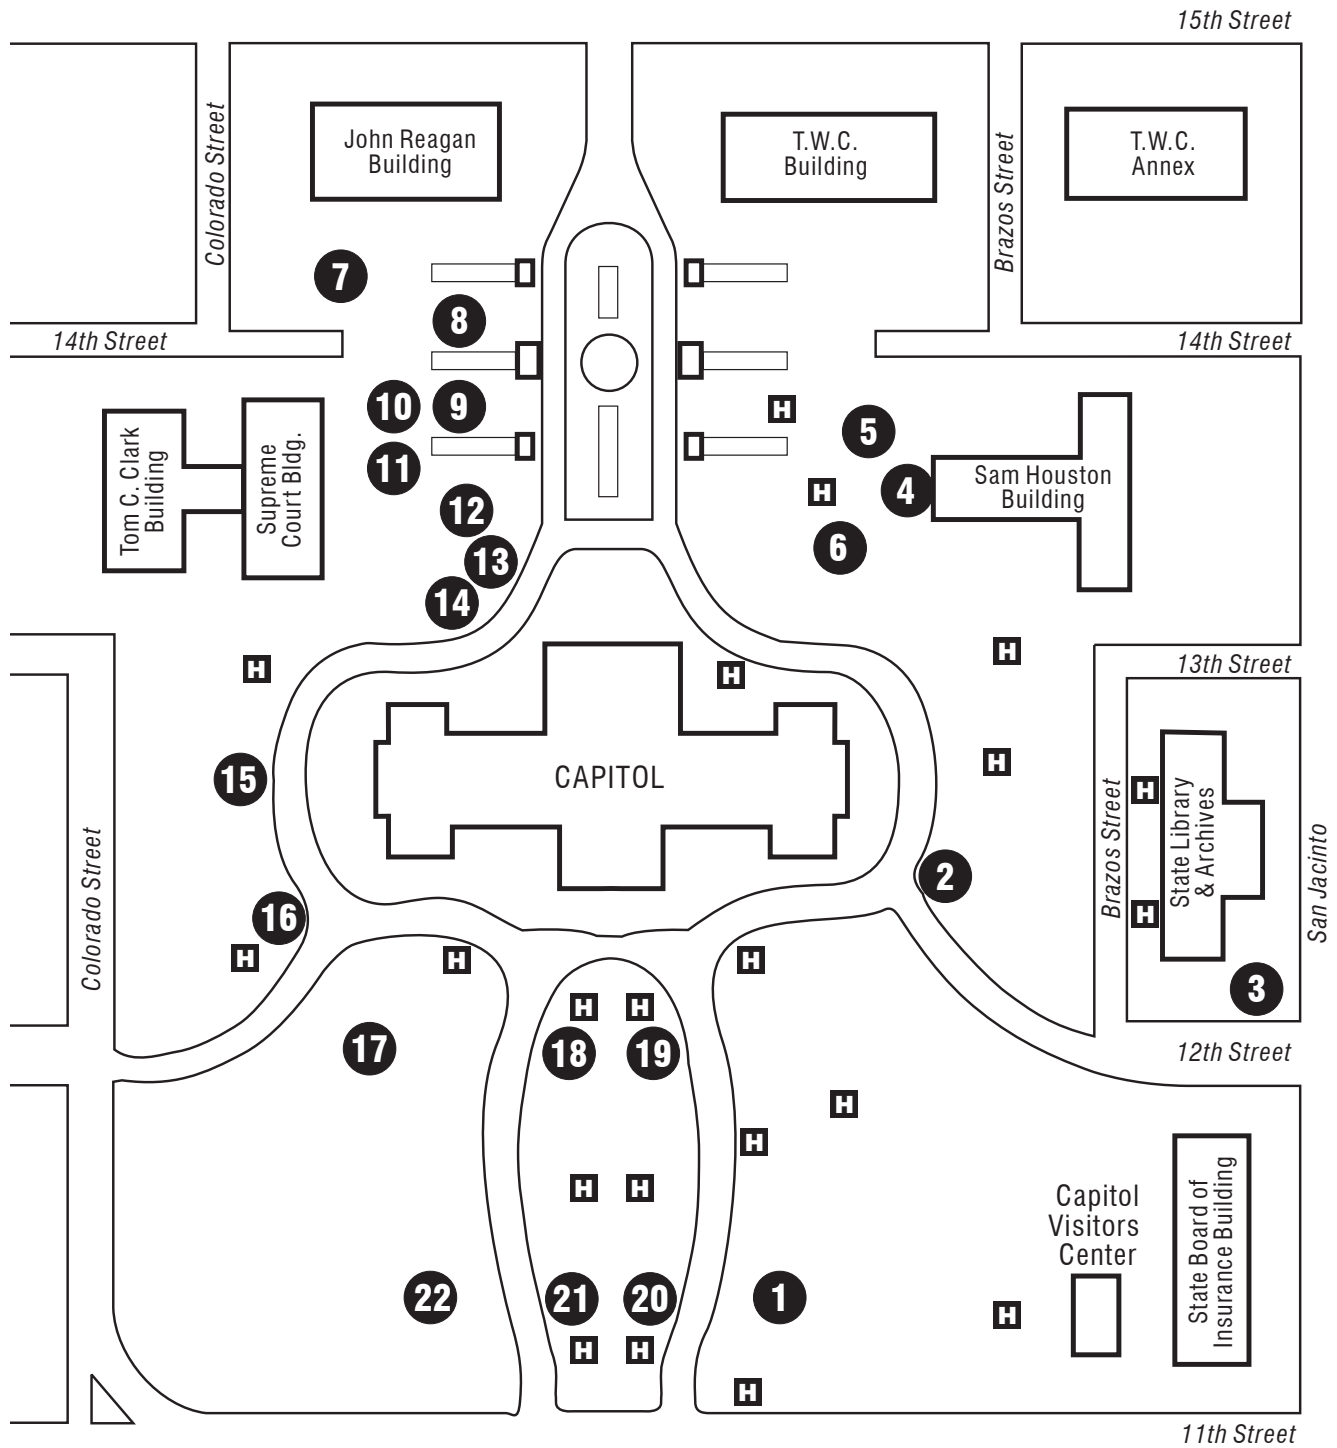 15th Street
Colorado Street
John Reagan
Building
T.W.C.
Building
Brazos Street
T.W.C.
Annex
7
8
14th Street
14th Street
10
9
H
5
11
Tom C. Clark
Building
Supreme
Court Bldg.
12
H
4
Sam Houston
Building
13
6
14
H
H
H
13th Street
15
CAPITOL
H
H
Colorado Street
Brazos Street
State Library
& Archives
San Jacinto
2
16
H
H
H
H
3
H
H
17
18
19
12th Street
H
H
H
H
Capitol
Visitors
Center
State Board of
Insurance Building
22
21
20
1
H
H
H
H
11th Street